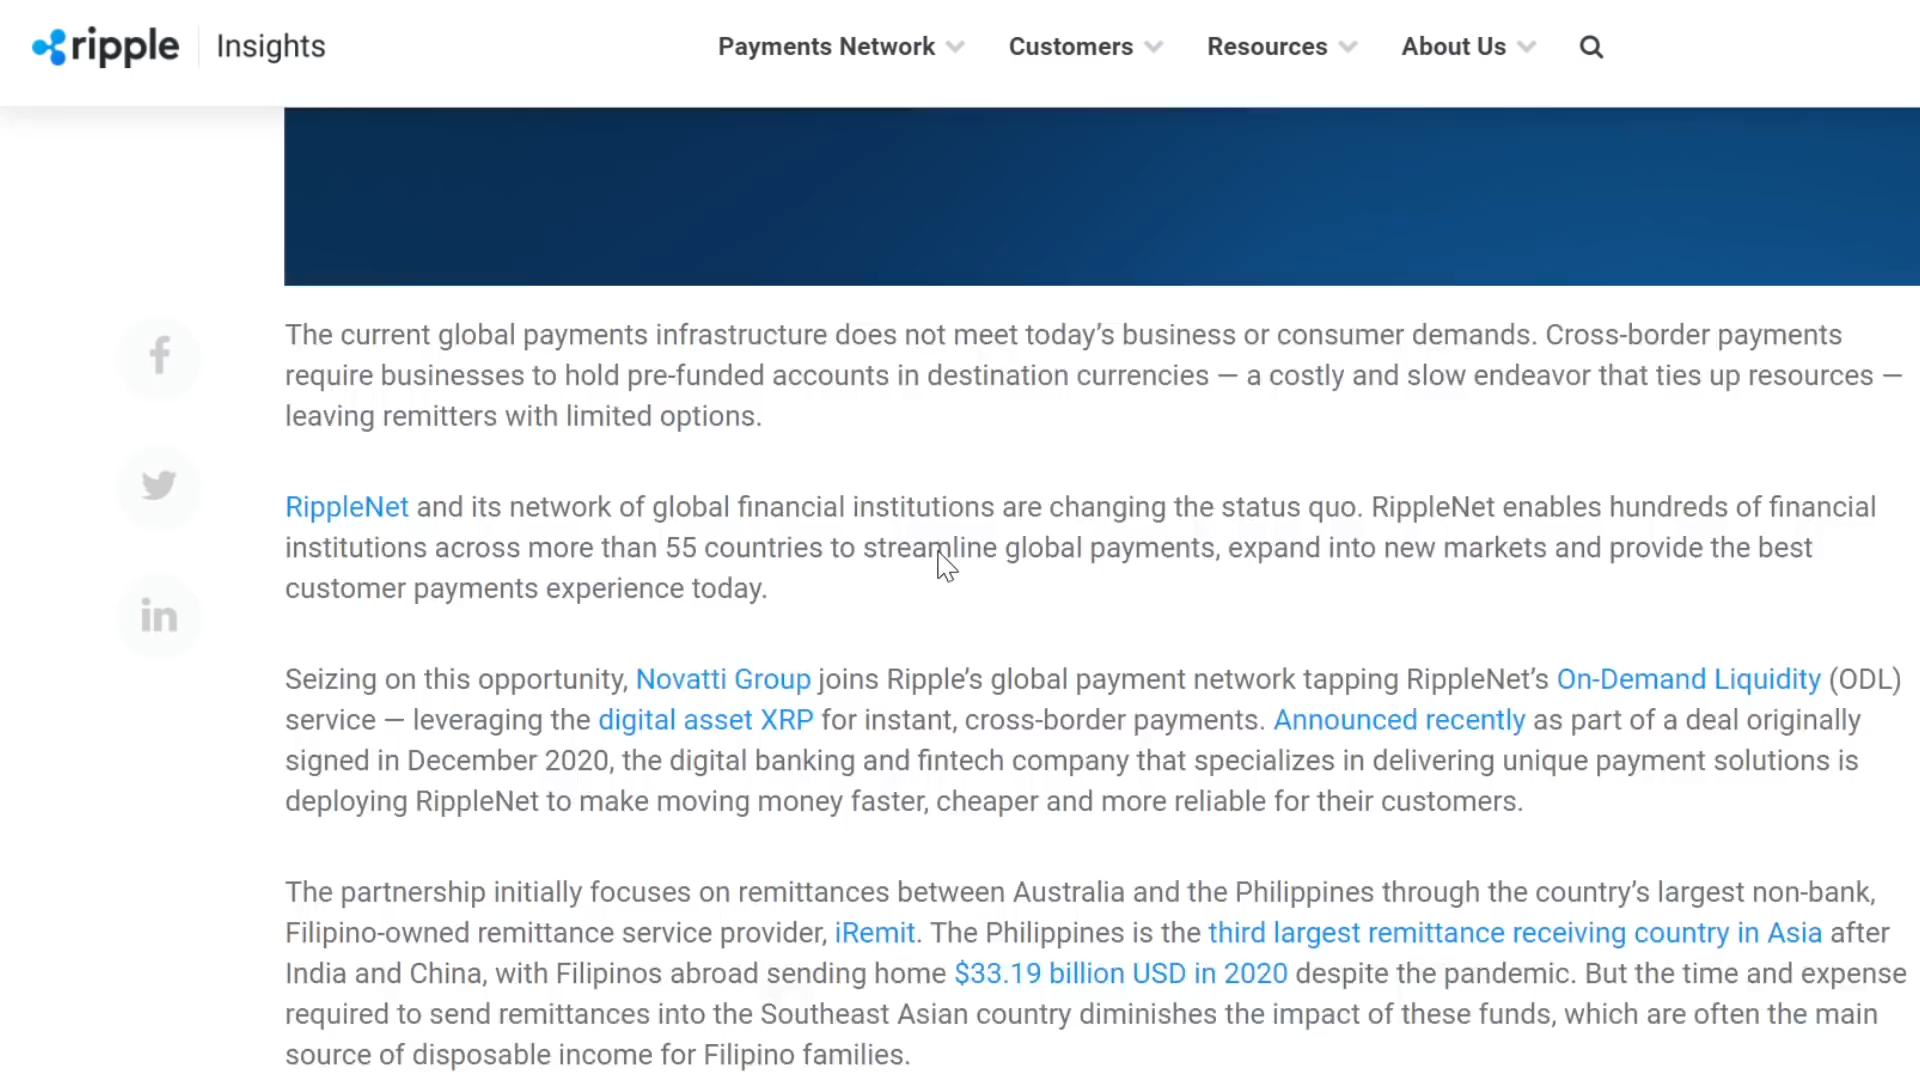 ripple Insights Payments Network Customers Resources About Us
The current global payments infrastructure does not meet today’s business or consumer demands. Cross-border payments
require businesses to hold pre-funded accounts in destination currencies — a costly and slow endeavor that ties up resources —
leaving remitters with limited options.
RippleNet and its network of global financial institutions are changing the status quo. RippleNet enables hundreds of financial
institutions across more than 55 countries to streamline global payments, expand into new markets and provide the best
customer payments experience today.
Seizing on this opportunity, Novatti Group joins Ripple’s global payment network tapping RippleNet’s On-Demand Liquidity (ODL)
service — leveraging the digital asset XRP for instant, cross-border payments. Announced recently as part of a deal originally
signed in December 2020, the digital banking and fintech company that specializes in delivering unique payment solutions is
deploying RippleNet to make moving money faster, cheaper and more reliable for their customers.
The partnership initially focuses on remittances between Australia and the Philippines through the country’s largest non-bank,
Filipino-owned remittance service provider, iRemit. The Philippines is the third largest remittance receiving country in Asia after
India and China, with Filipinos abroad sending home $33.19 billion USD in 2020 despite the pandemic. But the time and expense
required to send remittances into the Southeast Asian country diminishes the impact of these funds, which are often the main
source of disposable income for Filipino families.